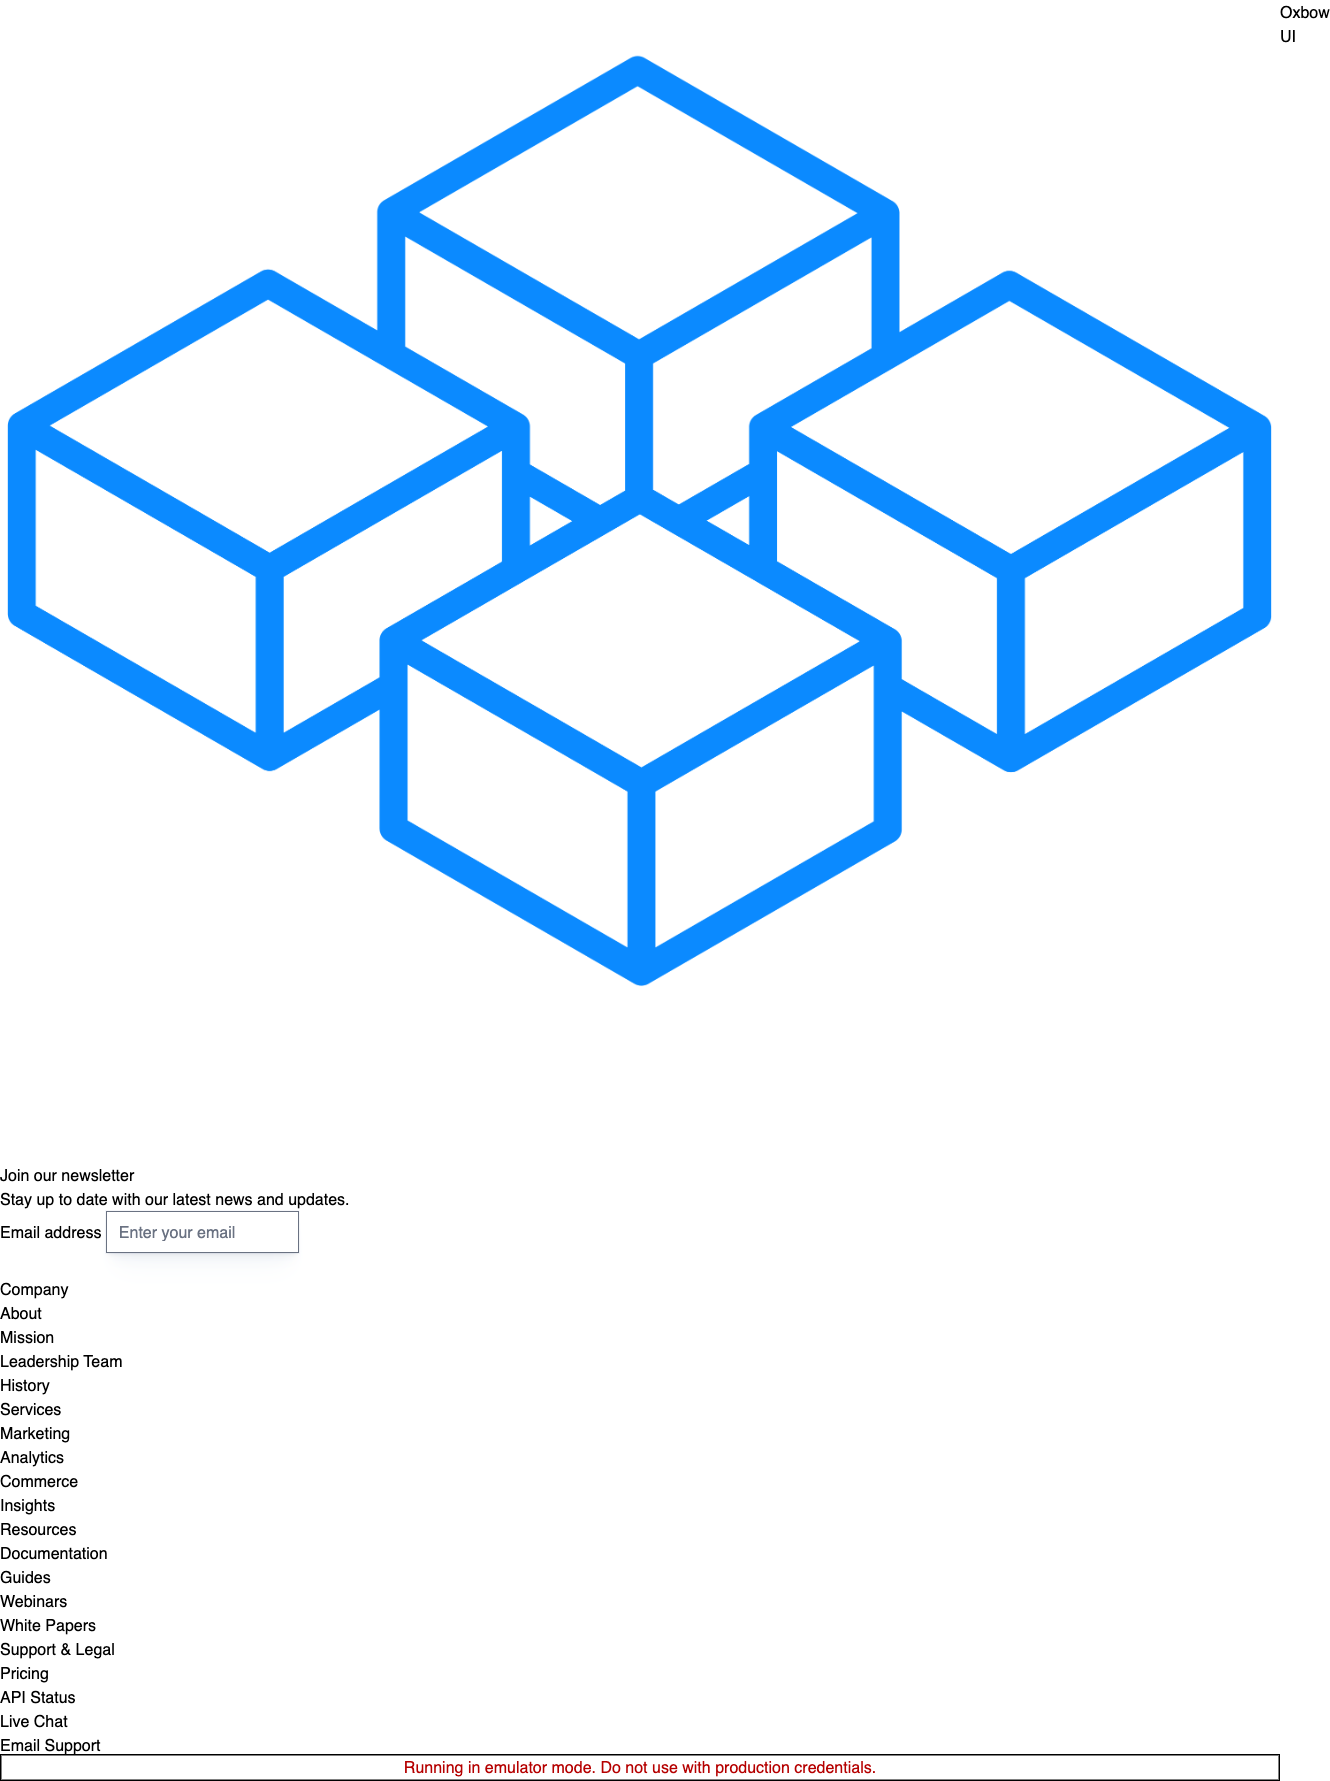 Oxbow
UI
Join our newsletter
Stay up to date with our latest news and updates.
Email address Enter your email
Company
About
Mission
Leadership Team
History
Services
Marketing
Analytics
Commerce
Insights
Resources
Documentation
Guides
Webinars
White Papers
Support & Legal
Pricing
API Status
Live Chat
Email Support
Running in emulator mode. Do not use with production credentials.